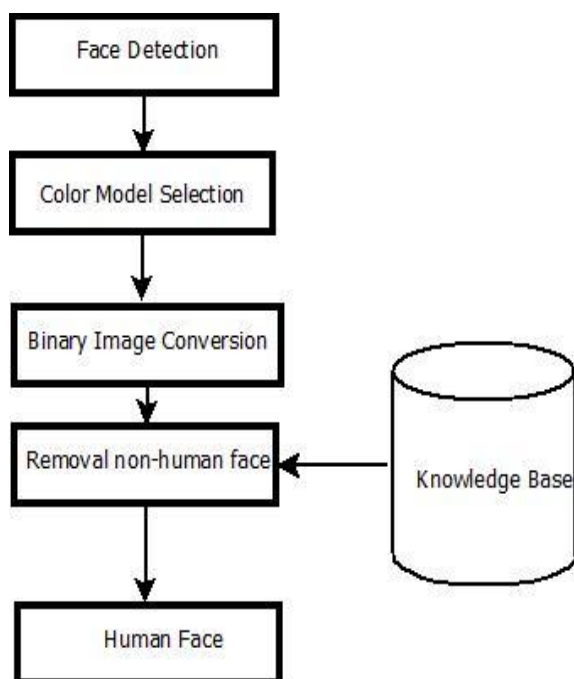 Face Detection
Color Model Selection
Binary Image Conversion
Removal non-human face
Knowledge Base
Human Face